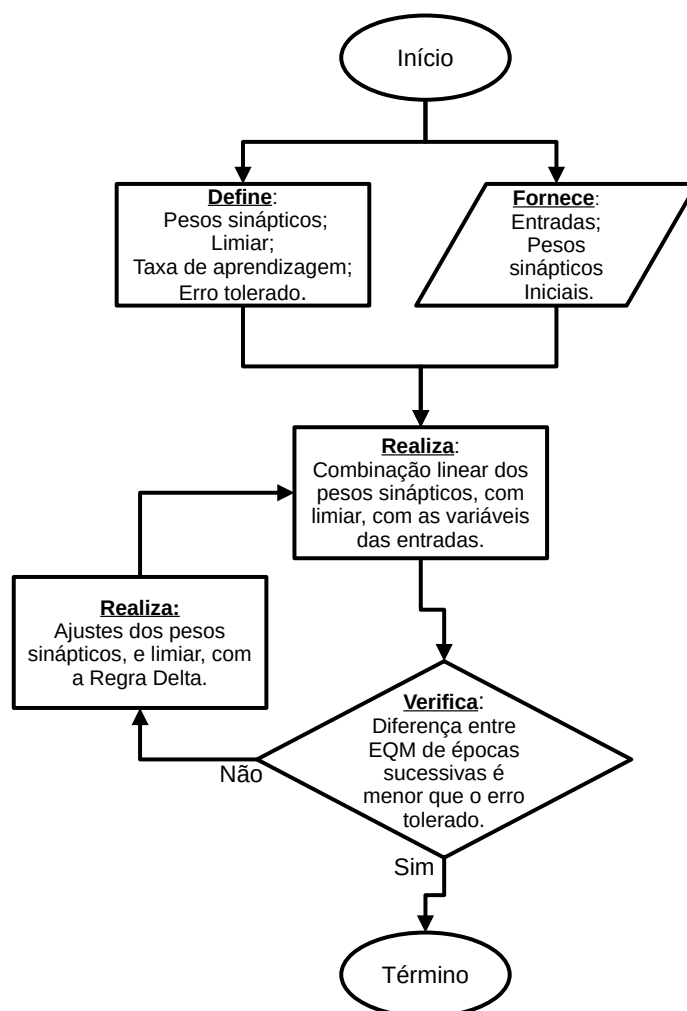 Início
Define:
Pesos sinápticos;
Limiar;
Taxa de aprendizagem;
Erro tolerado.
Fornece:
Entradas;
Pesos
sinápticos
Iniciais.
Realiza:
Combinação linear dos
pesos sinápticos, com
limiar, com as variáveis
das entradas.
Realiza:
Ajustes dos pesos
sinápticos, e limiar, com
a Regra Delta.
Verifica:
Diferença entre
EQM de épocas
sucessivas é
menor que o erro
tolerado.
Não
Sim
Término